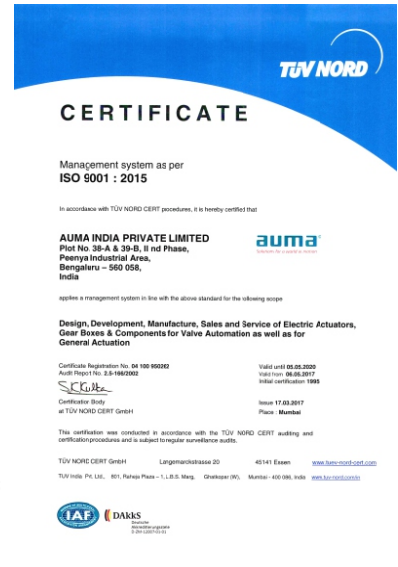 TÜV NORD
CERTIFICATE
Management system as per
ISO 9001 : 2015
In accordance with TÜV NORD CERT procedures, it is hereby certified that
AUMA INDIA PRIVATE LIMITED
Plot No. 38-A & 39-B, II nd Phase,
Peenya Industrial Area,
Bengaluru – 560 058,
India
auma
applies a management system in line with the above standard for the following scope
Design, Development, Manufacture, Sales and Service of Electric Actuators,
Gear Boxes & Components for Valve Automation as well as for
General Actuation
Certificate Registration No. 04 100 950262
Audit Report No. 2.5-166/2002
Valid until 05.05.2020
Valid from 06.05.2017
Initial certification 1995
Certification Body
at TÜV NORD CERT GmbH
Issue 17.03.2017
Place : Mumbai
This certification was conducted in accordance with the TÜV NORD CERT auditing and
certification procedures and is subject to regular surveillance audits.
TÜV NORD CERT GmbH Langemarckstrasse 20 45141 Essen www.tuev-nord-cert.com
TUV India Pvt. Ltd., 801, Raheja Plaza – 1, L.B.S. Marg, Ghatkopar (W), Mumbai - 400 086, India www.tuv-nord.com/in
IAF
DAkkS
Deutsche
Akkreditierungsstelle